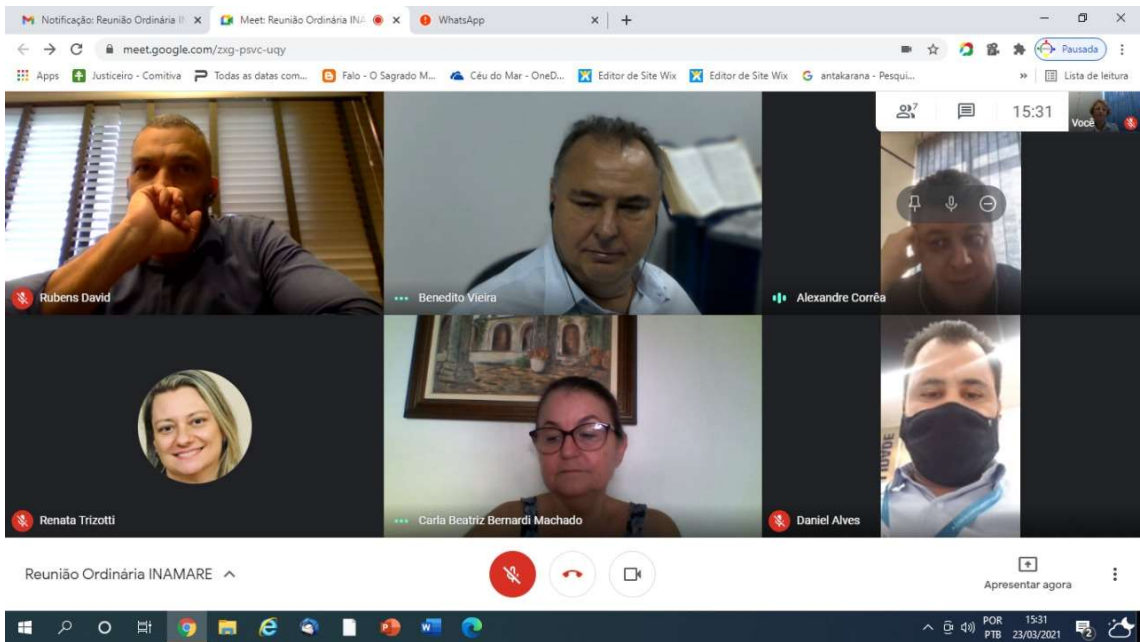 Notificação: Reunião Ordinária IN
Meet: Reunião Ordinária INA
WhatsApp
meet.google.com/zxg-psvc-uqy
Pausada
Apps
Justiceiro - Comitiva
Todas as datas com...
Falo - O Sagrado M...
Céu do Mar - OneD...
Editor de Site Wix
Editor de Site Wix
antakarana - Pesqui...
»
Lista de leitura
7
15:31
Você
Rubens David
Benedito Vieira
Alexandre Corrêa
Renata Trizotti
Carla Beatriz Bernardi Machado
Daniel Alves
Reunião Ordinária INAMARE
Apresentar agora
POR
PTB
15:31
23/03/2021
2